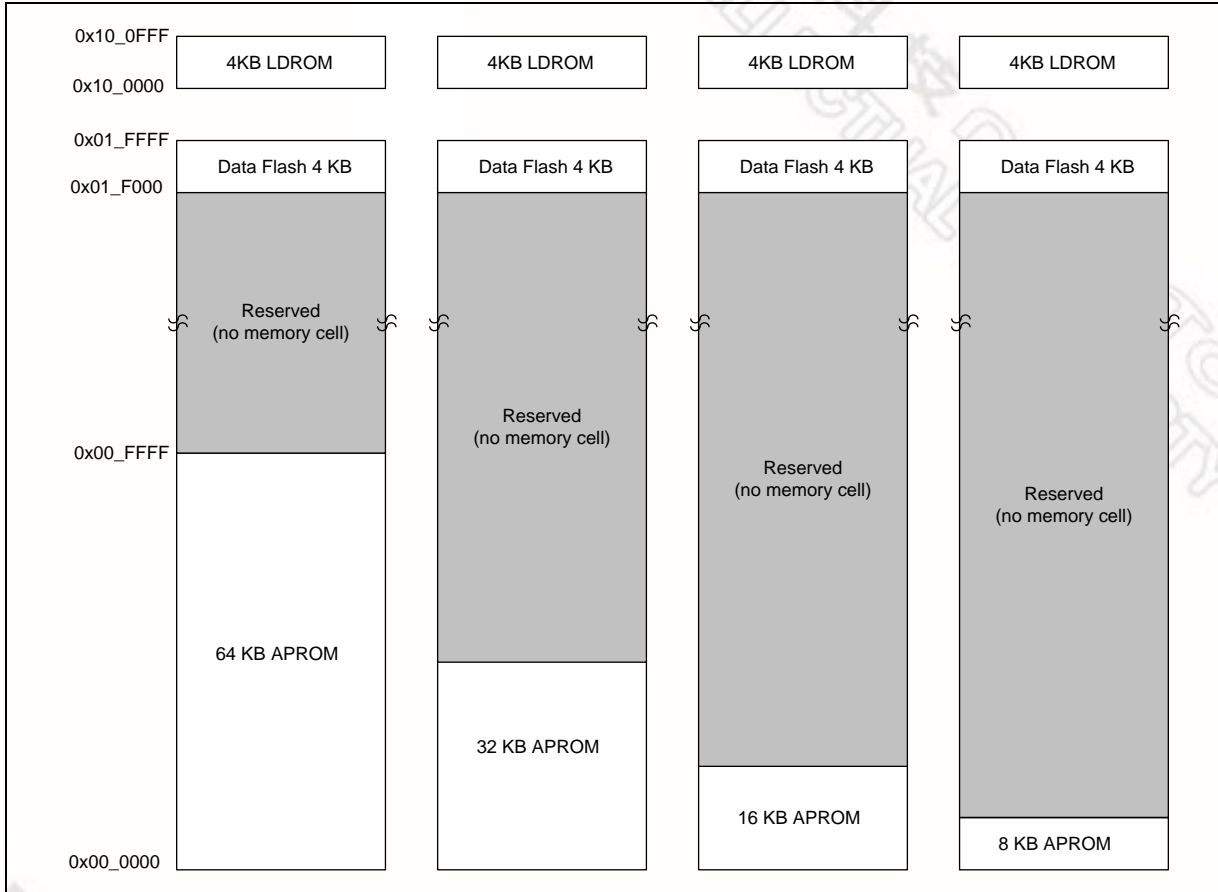 0x10_0FFF
4KB LDROM
4KB LDROM
4KB LDROM
4KB LDROM
0x10_0000
0x01_FFFF
Data Flash 4 KB
Data Flash 4 KB
Data Flash 4 KB
Data Flash 4 KB
0x01_F000
Reserved
(no memory cell)
Reserved
(no memory cell)
Reserved
(no memory cell)
Reserved
(no memory cell)
0x00_FFFF
64 KB APROM
32 KB APROM
16 KB APROM
8 KB APROM
0x00_0000